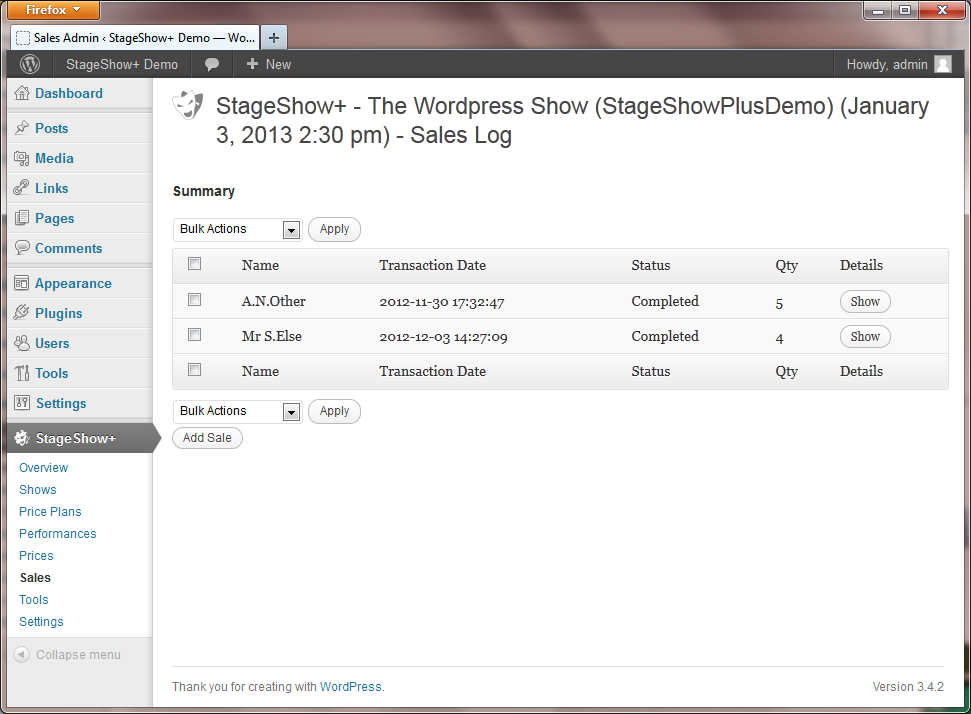 Firefox
Sales Admin ‹ StageShow+ Demo — Wo...
StageShow+ Demo
New
Howdy, admin
Dashboard
Posts
Media
Links
Pages
Comments
Appearance
Plugins
Users
Tools
Settings
StageShow+
Overview
Shows
Price Plans
Performances
Prices
Sales
Tools
Settings
Collapse menu
StageShow+ - The Wordpress Show (StageShowPlusDemo) (January
3, 2013 2:30 pm) - Sales Log
Summary
Bulk Actions Apply
Name Transaction Date Status Qty Details
A.N.Other 2012-11-30 17:32:47 Completed 5 Show
Mr S.Else 2012-12-03 14:27:09 Completed 4 Show
Name Transaction Date Status Qty Details
Bulk Actions Apply
Add Sale
Thank you for creating with WordPress. Version 3.4.2